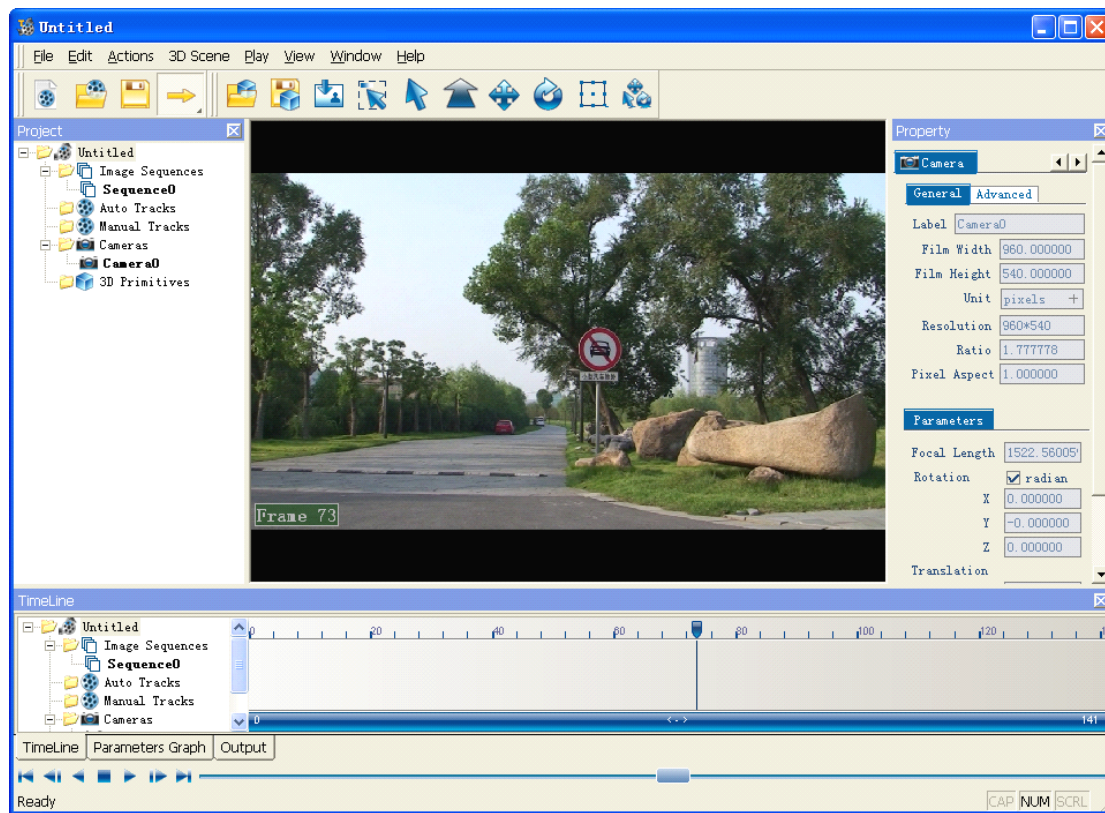 Untitled
File Edit Actions 3D Scene Play View Window Help
Project
Untitled
Image Sequences
Sequence0
Auto Tracks
Manual Tracks
Cameras
Camera0
3D Primitives
Frame 73
Property
Camera
General Advanced
Label Camera0
Film Width 960.000000
Film Height 540.000000
Unit pixels
Resolution 960*540
Ratio 1.777778
Pixel Aspect 1.000000
Parameters
Focal Length 1522.56005
Rotation radian
X 0.000000
Y -0.000000
Z 0.000000
Translation
TimeLine
Untitled
Image Sequences
Sequence0
Auto Tracks
Manual Tracks
Cameras
0 20 40 60 80 100 120
0 141
TimeLine Parameters Graph Output
Ready
CAP NUM SCRL